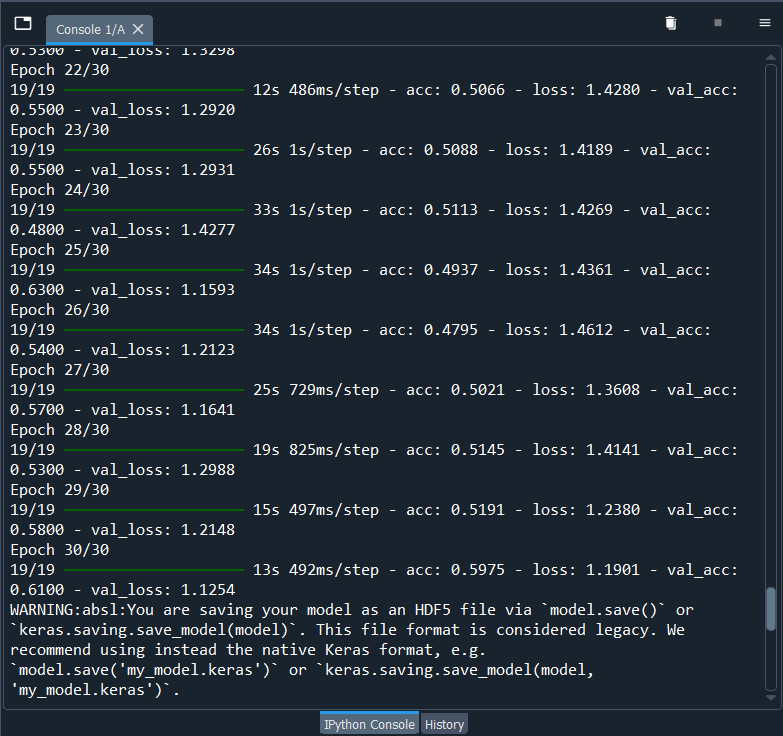 Console 1/A
0.5300 - val_loss: 1.3298
Epoch 22/30
19/19 12s 486ms/step - acc: 0.5066 - loss: 1.4280 - val_acc:
0.5500 - val_loss: 1.2920
Epoch 23/30
19/19 26s 1s/step - acc: 0.5088 - loss: 1.4189 - val_acc:
0.5500 - val_loss: 1.2931
Epoch 24/30
19/19 33s 1s/step - acc: 0.5113 - loss: 1.4269 - val_acc:
0.4800 - val_loss: 1.4277
Epoch 25/30
19/19 34s 1s/step - acc: 0.4937 - loss: 1.4361 - val_acc:
0.6300 - val_loss: 1.1593
Epoch 26/30
19/19 34s 1s/step - acc: 0.4795 - loss: 1.4612 - val_acc:
0.5400 - val_loss: 1.2123
Epoch 27/30
19/19 25s 729ms/step - acc: 0.5021 - loss: 1.3608 - val_acc:
0.5700 - val_loss: 1.1641
Epoch 28/30
19/19 19s 825ms/step - acc: 0.5145 - loss: 1.4141 - val_acc:
0.5300 - val_loss: 1.2988
Epoch 29/30
19/19 15s 497ms/step - acc: 0.5191 - loss: 1.2380 - val_acc:
0.5800 - val_loss: 1.2148
Epoch 30/30
19/19 13s 492ms/step - acc: 0.5975 - loss: 1.1901 - val_acc:
0.6100 - val_loss: 1.1254
WARNING:absl:You are saving your model as an HDF5 file via `model.save()` or
`keras.saving.save_model(model)`. This file format is considered legacy. We
recommend using instead the native Keras format, e.g.
`model.save('my_model.keras')` or `keras.saving.save_model(model,
'my_model.keras')`.
IPython Console
History